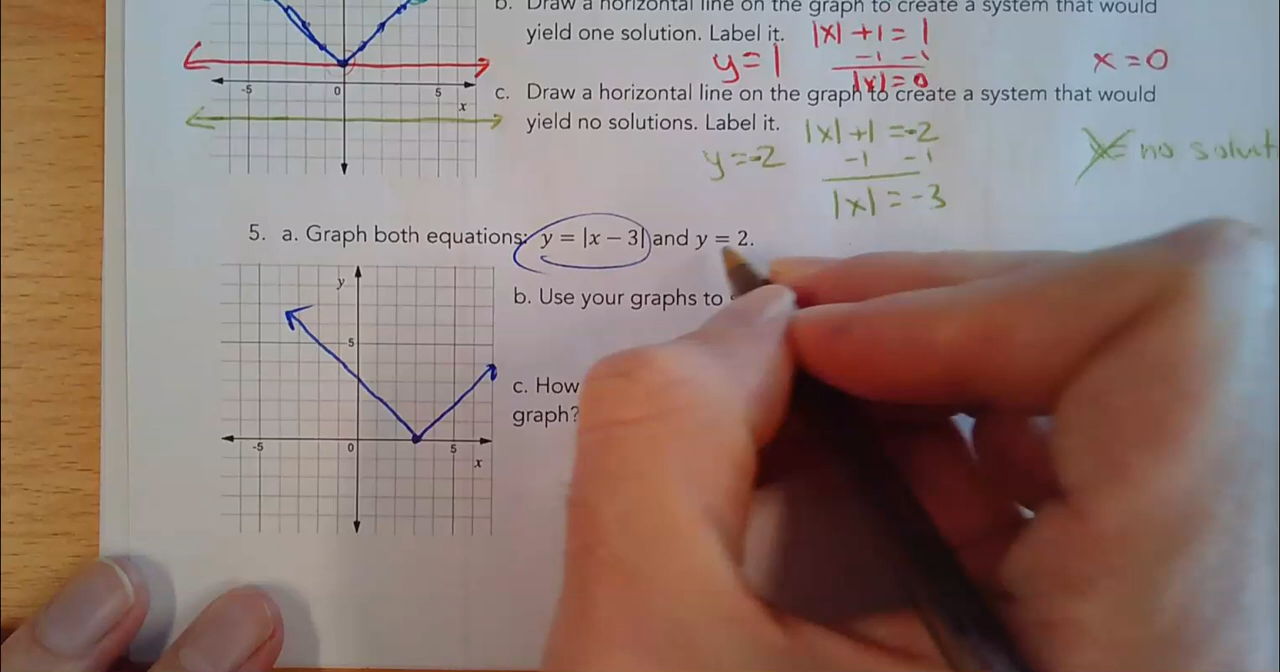 b. Draw a horizontal line on the graph to create a system that would
yield one solution. Label it. |x| + 1 = 1
y = 1 -1 -1 x = 0
|x| = 0
-5 0 5 x
c. Draw a horizontal line on the graph to create a system that would
yield no solutions. Label it. |x| + 1 = -2
y = -2 -1 -1 no solut
|x| = -3
5. a. Graph both equations: y = |x − 3| and y = 2.
y
b. Use your graphs to
5
c. How
graph?
-5 0 5 x